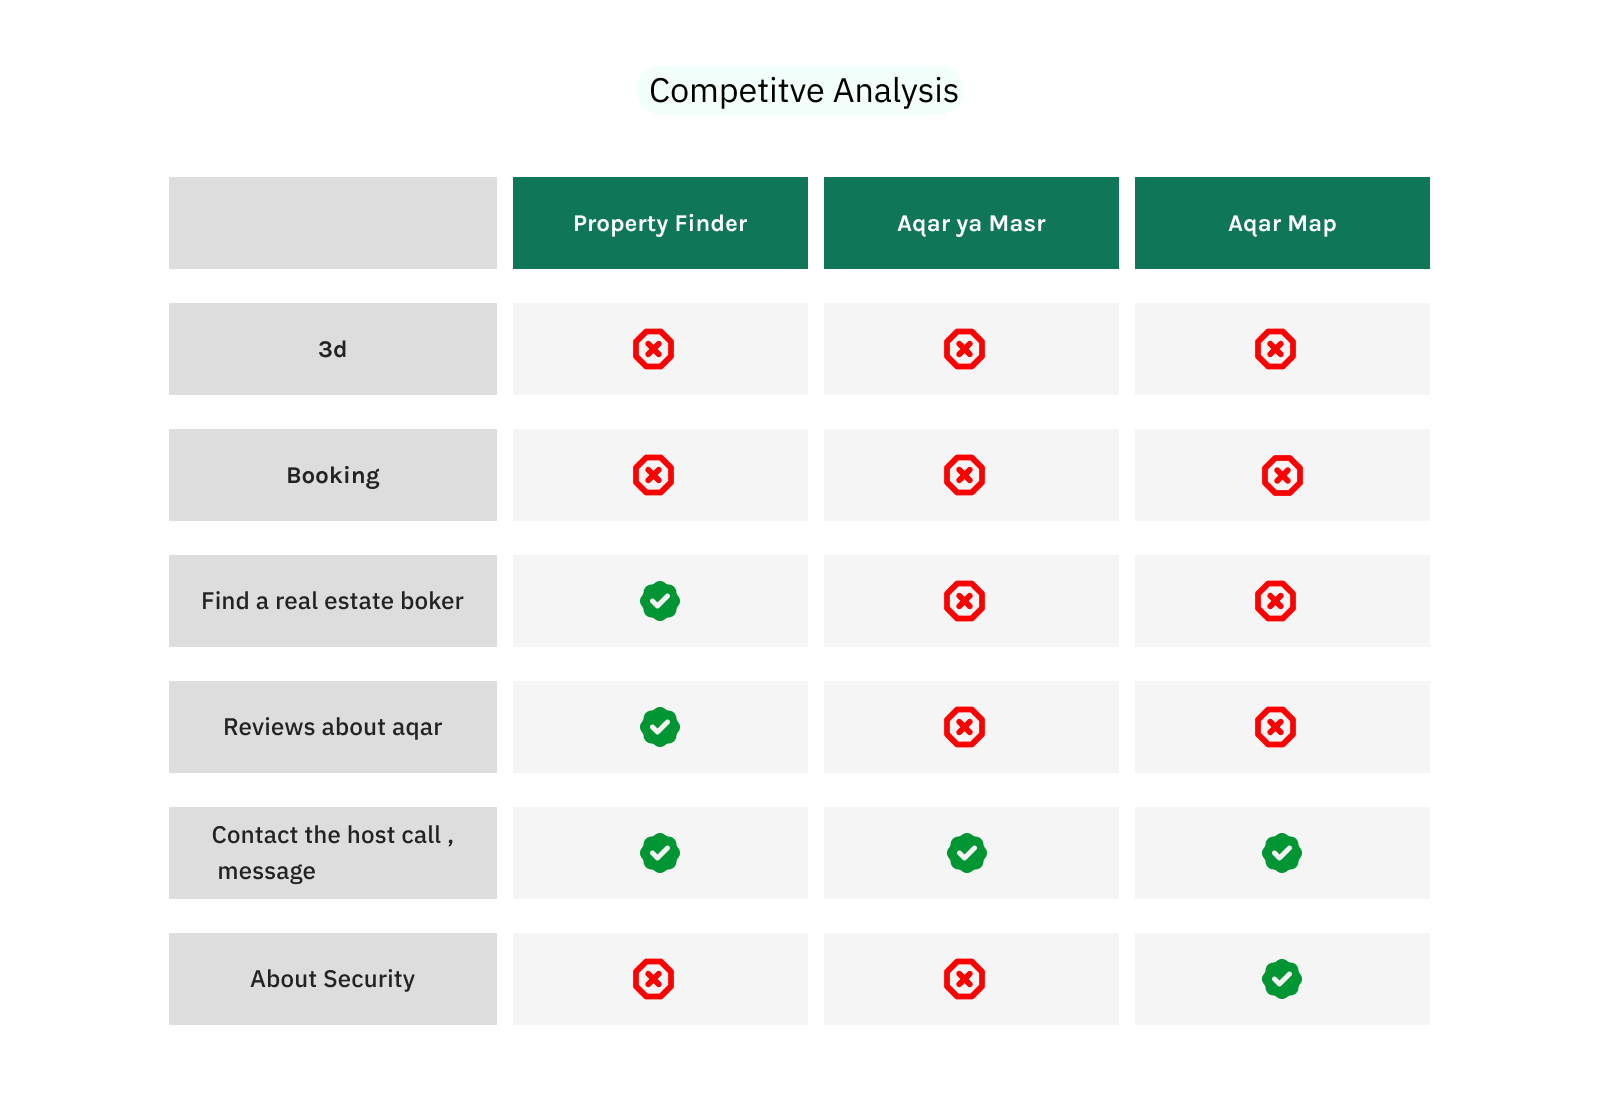 Competitve Analysis
Property Finder
Aqar ya Masr
Aqar Map
3d
Booking
Find a real estate boker
Reviews about aqar
Contact the host call ,
message
About Security